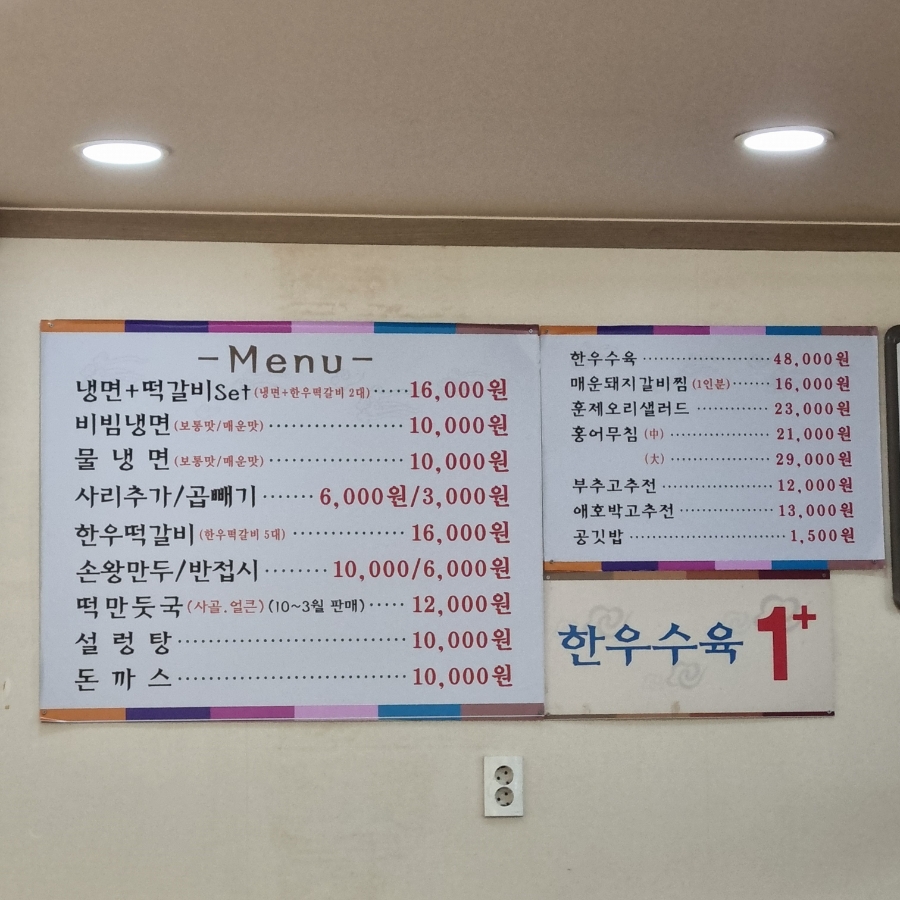 -Menu-
냉면+떡갈비Set(냉면+한우떡갈비 2대)·····16,000원
비빔냉면(보통맛/매운맛)··················10,000원
물냉면(보통맛/매운맛)··················10,000원
사리추가/곱빼기·······6,000원/3,000원
한우떡갈비(한우떡갈비 5대)···············16,000원
손왕만두/반접시········10,000/6,000원
떡만둣국(사골.얼큰)(10~3월 판매)·····12,000원
설렁탕······························10,000원
돈까스······························10,000원
한우수육··················48,000원
매운돼지갈비찜(1인분)·······16,000원
훈제오리샐러드············23,000원
홍어무침(中)················21,000원
(大)················29,000원
부추고추전···············12,000원
애호박고추전···············13,000원
공깃밥························1,500원
한우수육 1+